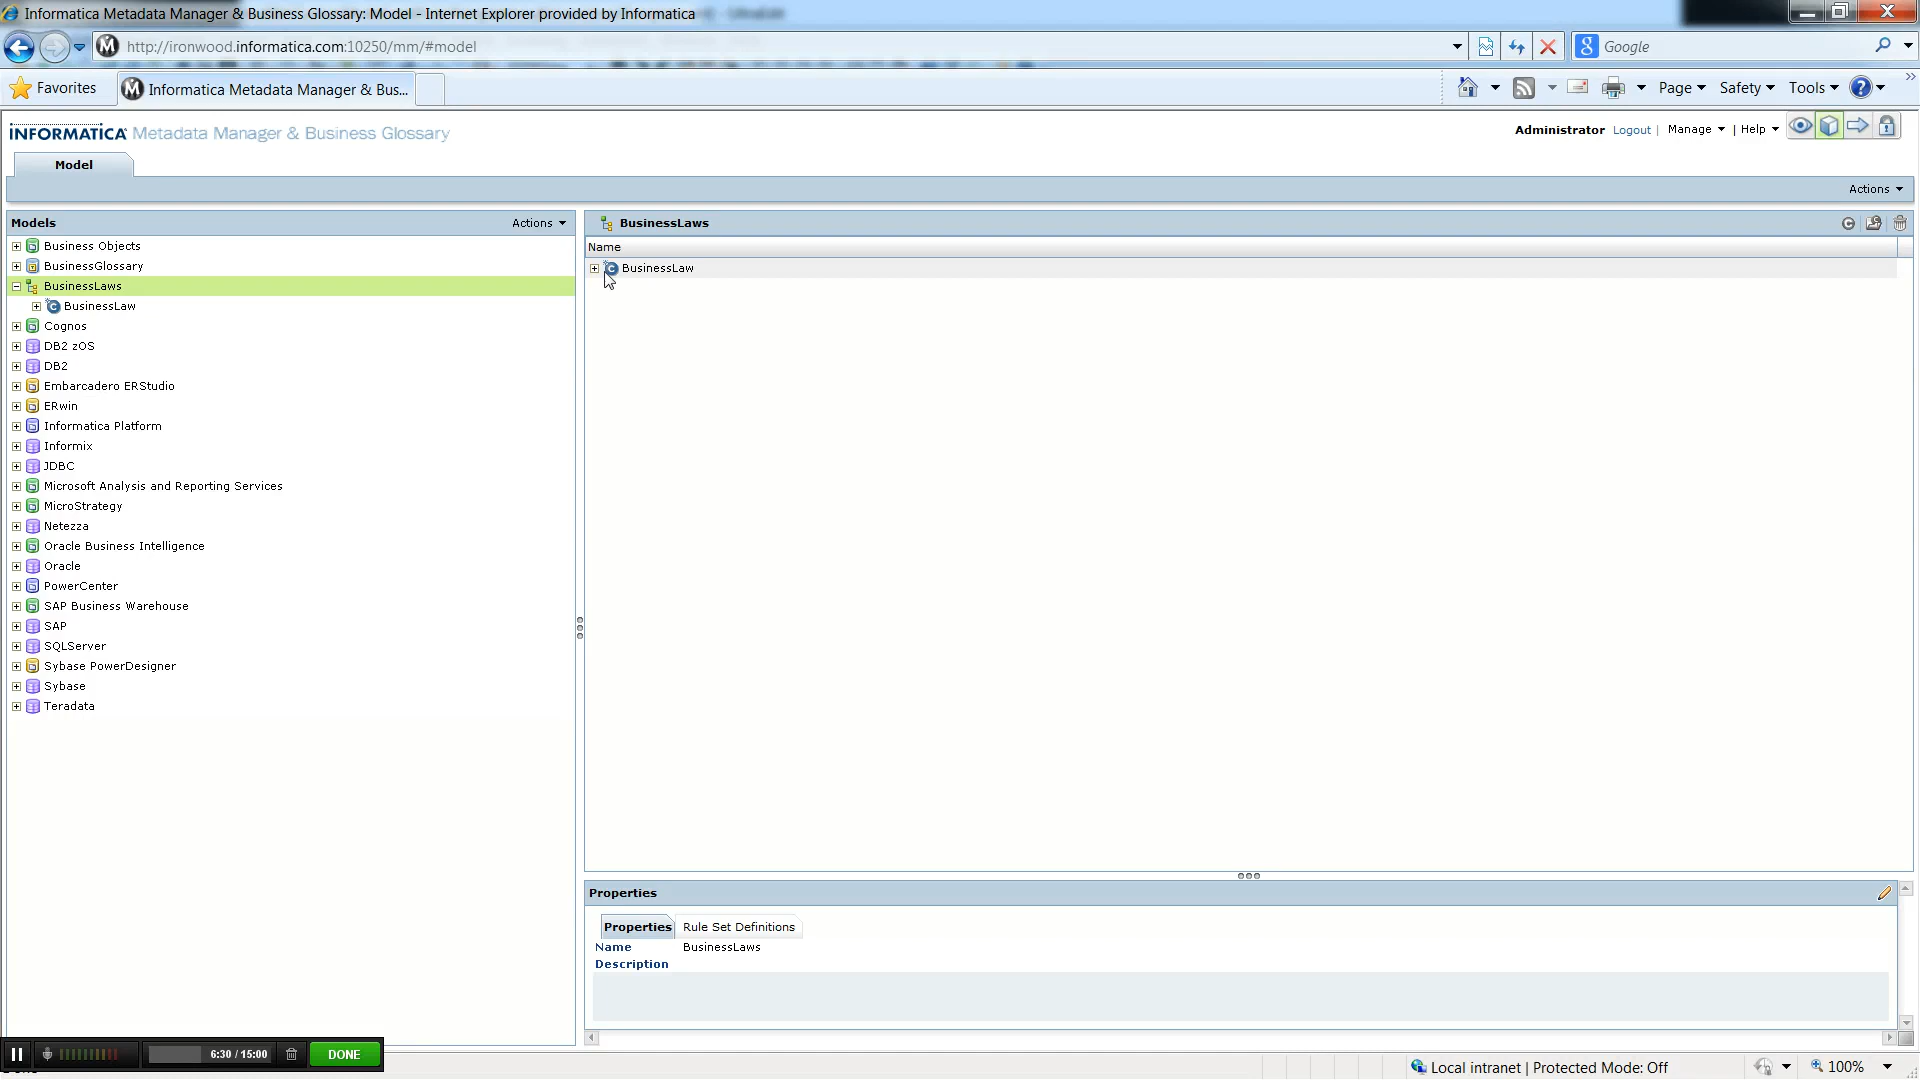 Informatica Metadata Manager & Business Glossary: Model - Internet Explorer provided by Informatica
http://ironwood.informatica.com:10250/mm/#model
Google
Favorites
Informatica Metadata Manager & Bus...
Page
Safety
Tools
INFORMATICA Metadata Manager & Business Glossary
Administrator Logout | Manage | Help
Model
Actions
Models
Actions
Business Objects
BusinessGlossary
BusinessLaws
BusinessLaw
Cognos
DB2 zOS
DB2
Embarcadero ERStudio
ERwin
Informatica Platform
Informix
JDBC
Microsoft Analysis and Reporting Services
MicroStrategy
Netezza
Oracle Business Intelligence
Oracle
PowerCenter
SAP Business Warehouse
SAP
SQLServer
Sybase PowerDesigner
Sybase
Teradata
BusinessLaws
Name
BusinessLaw
Properties
Properties
Rule Set Definitions
Name BusinessLaws
Description
6:30 / 15:00
DONE
Local intranet | Protected Mode: Off
100%